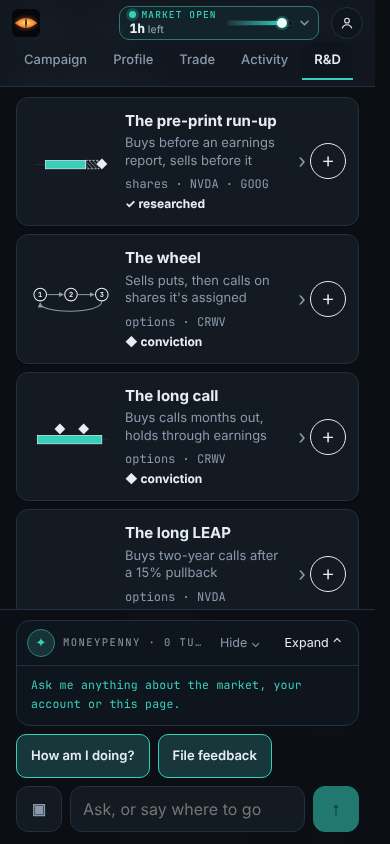 MARKET OPEN
1h left
Campaign Profile Trade Activity R&D
The pre-print run-up
Buys before an earnings
report, sells before it
shares · NVDA · GOOG
✓ researched
The wheel
1 2 3
Sells puts, then calls on
shares it's assigned
options · CRWV
◆ conviction
The long call
Buys calls months out,
holds through earnings
options · CRWV
◆ conviction
The long LEAP
Buys two-year calls after
a 15% pullback
options · NVDA
MONEYPENNY · 0 TU… Hide Expand
Ask me anything about the market, your
account or this page.
How am I doing? File feedback
Ask, or say where to go